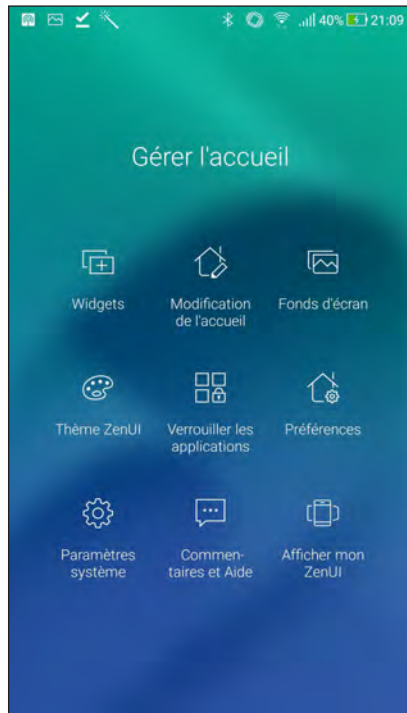 40% 21:09
Gérer l'accueil
Widgets
Modification
de l'accueil
Fonds d'écran
Thème ZenUI
Verrouiller les
applications
Préférences
Paramètres
système
Commen-
taires et Aide
Afficher mon
ZenUI